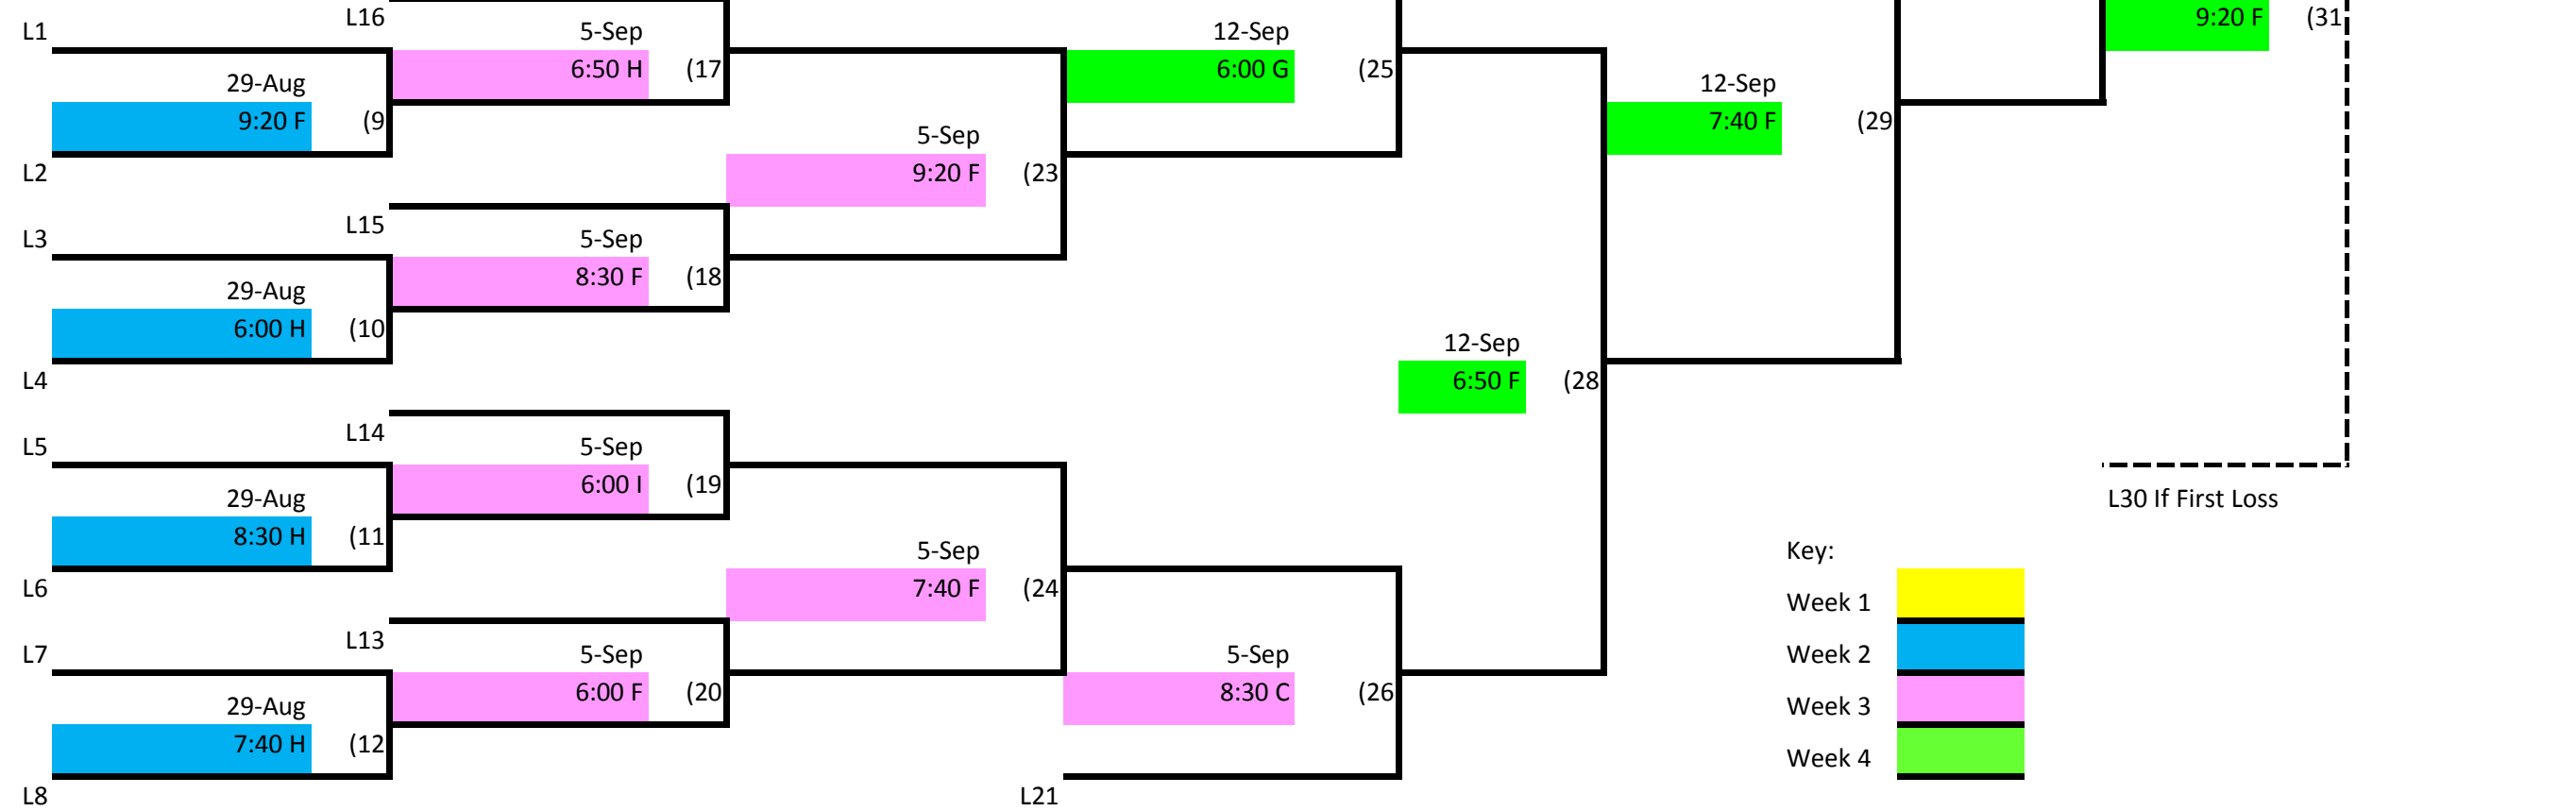 L16
9:20 F (31
L1
5-Sep
12-Sep
6:50 H (17
6:00 G (25
29-Aug
12-Sep
9:20 F (9
7:40 F (29
5-Sep
L2
9:20 F (23
L15
L3
5-Sep
8:30 F (18
29-Aug
6:00 H (10
12-Sep
L4
6:50 F (28
L14
L5
5-Sep
6:00 I (19
29-Aug
L30 If First Loss
8:30 H (11
5-Sep
Key:
L6
7:40 F (24
Week 1
L13
L7
5-Sep
5-Sep
Week 2
6:00 F (20
8:30 C (26
29-Aug
Week 3
7:40 H (12
Week 4
L8
L21